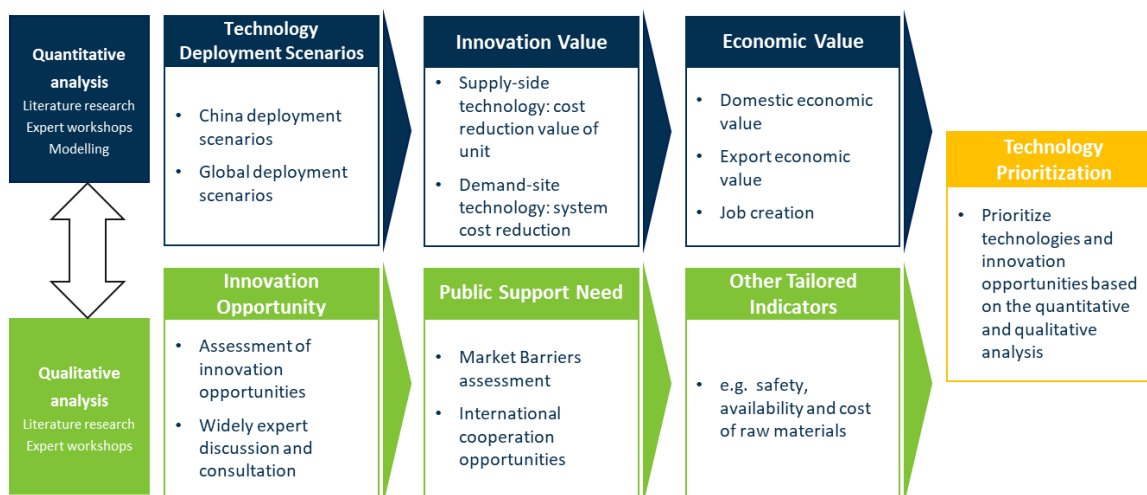 Quantitative
analysis
Literature research
Expert workshops
Modelling
Technology
Deployment Scenarios
• China deployment
scenarios
• Global deployment
scenarios
Innovation Value
• Supply-side
technology: cost
reduction value of
unit
• Demand-site
technology: system
cost reduction
Economic Value
• Domestic economic
value
• Export economic
value
• Job creation
Qualitative
analysis
Literature research
Expert workshops
Innovation
Opportunity
• Assessment of
innovation
opportunities
• Widely expert
discussion and
consultation
Public Support Need
• Market Barriers
assessment
• International
cooperation
opportunities
Other Tailored
Indicators
• e.g. safety,
availability and cost
of raw materials
Technology
Prioritization
• Prioritize
technologies and
innovation
opportunities based
on the quantitative
and qualitative
analysis